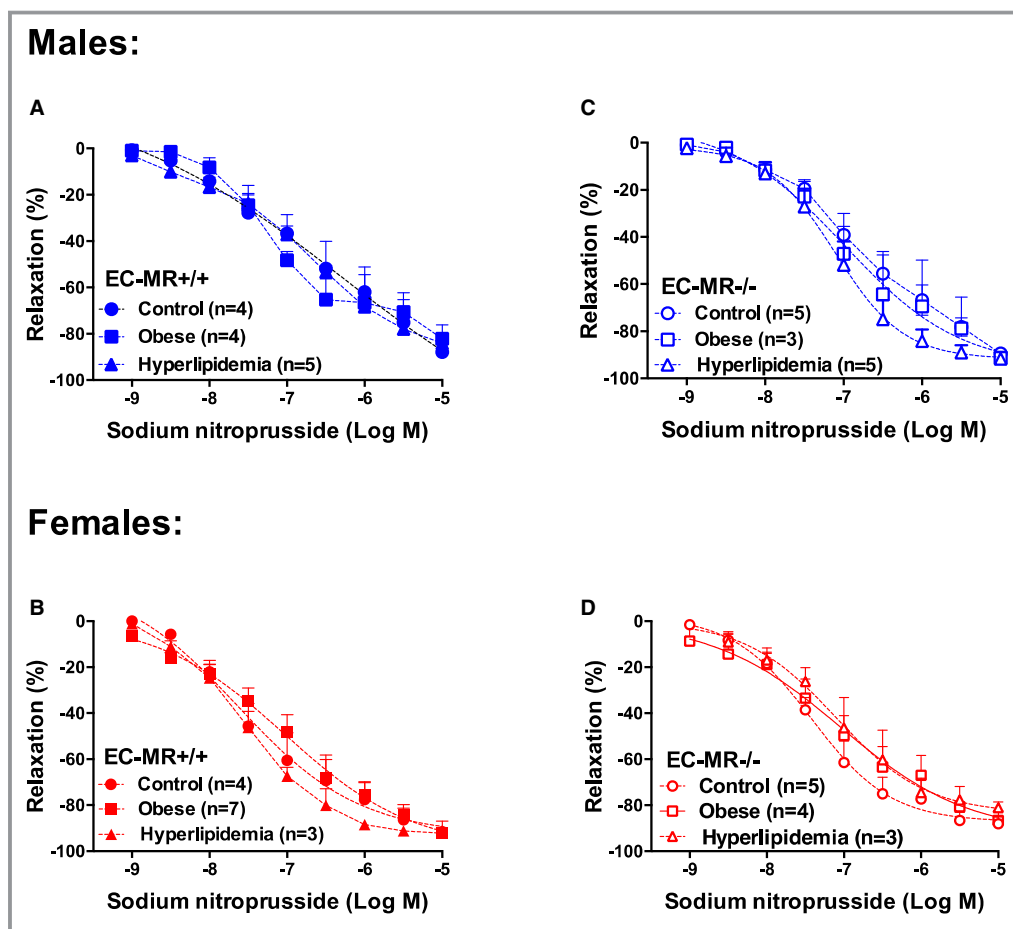 Males:
A
0
-20
-40
-60
-80
-100
Relaxation (%)
EC-MR+/+
Control (n=4)
Obese (n=4)
Hyperlipidemia (n=5)
-9 -8 -7 -6 -5
Sodium nitroprusside (Log M)
C
0
-20
-40
-60
-80
-100
Relaxation (%)
EC-MR-/-
Control (n=5)
Obese (n=3)
Hyperlipidemia (n=5)
-9 -8 -7 -6 -5
Sodium nitroprusside (Log M)
Females:
B
0
-20
-40
-60
-80
-100
Relaxation (%)
EC-MR+/+
Control (n=4)
Obese (n=7)
Hyperlipidemia (n=3)
-9 -8 -7 -6 -5
Sodium nitroprusside (Log M)
D
0
-20
-40
-60
-80
-100
Relaxation (%)
EC-MR-/-
Control (n=5)
Obese (n=4)
Hyperlipidemia (n=3)
-9 -8 -7 -6 -5
Sodium nitroprusside (Log M)